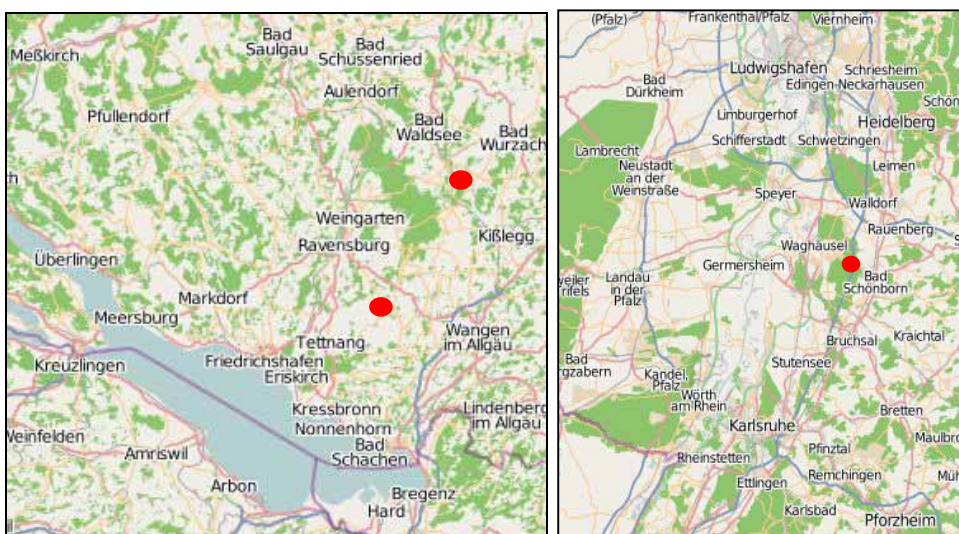 Bad
Saulgau
Bad
Schussenried
Meßkirch
Aulendorf
Pfullendorf
Bad
Waldsee
Bad
Wurzach
Weingarten
Ravensburg
Kißlegg
Überlingen
Markdorf
Meersburg
Wangen
im Allgäu
Tettnang
Friedrichshafen
Eriskirch
Kreuzlingen
Kressbronn
Nonnenhorn
Lindenberg
im Allgäu
Bad
Schachen
Weinfelden
Amriswil
Arbon
Bregenz
Hard
(Pfalz)
Frankenthal/Pfalz
Viernheim
Ludwigshafen
Schriesheim
Edingen-Neckarhausen
Bad
Dürkheim
Limburgerhof
Schifferstadt
Schwetzingen
Heidelberg
Lambrecht
Neustadt
an der
Weinstraße
Leimen
Speyer
Walldorf
Rauenberg
Waghäusel
Germersheim
Bad
Schönborn
Landau
in der
Pfalz
Bruchsal
Kraichtal
Stutensee
Bad
Kandel,
Pfalz
Wörth
am Rhein
Karlsruhe
Bretten
Pfinztal
Rheinstetten
Remchingen
Ettlingen
Karlsbad
Pforzheim